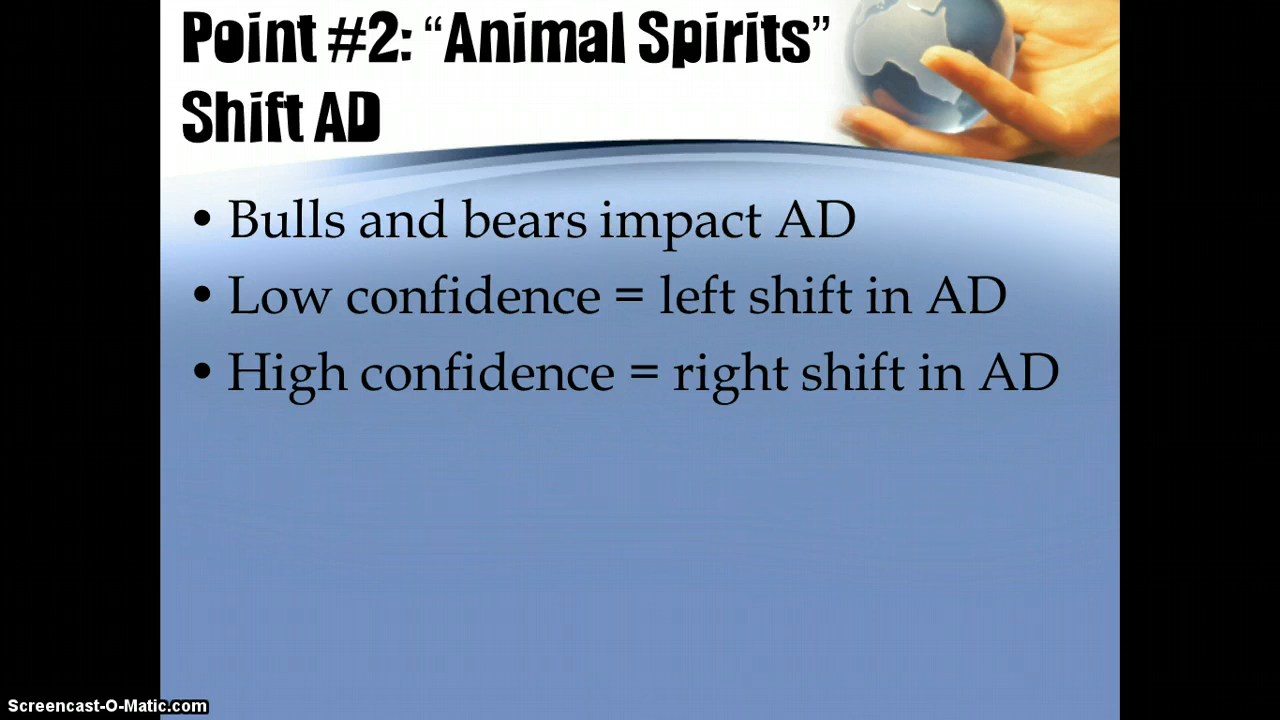 Point #2: “Animal Spirits”
Shift AD
• Bulls and bears impact AD
• Low confidence = left shift in AD
• High confidence = right shift in AD
Screencast-O-Matic.com